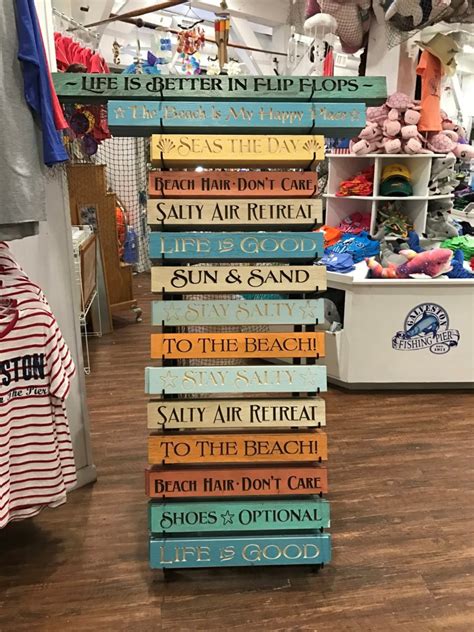 ~ Life is Better in Flip Flops ~
☆ The Beach is My Happy Place ☆
Seas the Day
Beach Hair · Don't Care
Salty Air Retreat
Life is Good
Sun & Sand
☆ Stay Salty ☆
To the Beach!
☆ Stay Salty ☆
Salty Air Retreat
To the Beach!
Beach Hair · Don't Care
Shoes ☆ Optional
Life is Good
Galveston
Fishing Pier
STON
The Pier